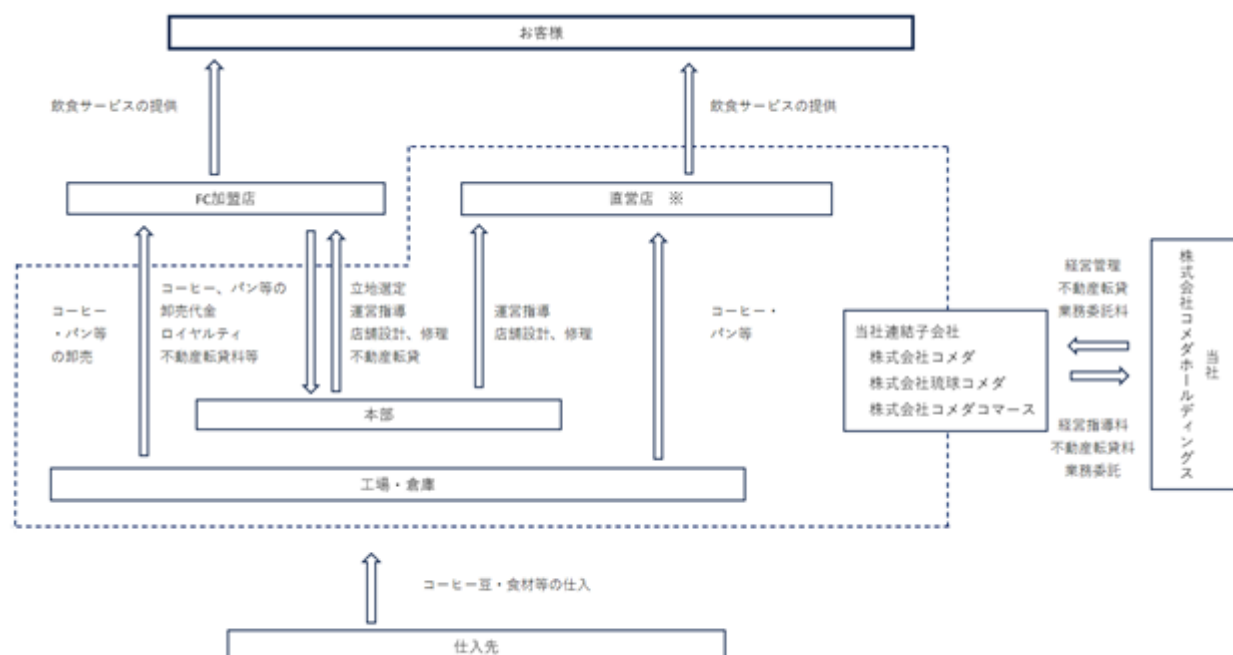 お客様
飲食サービスの提供
飲食サービスの提供
FC加盟店
直営店 ※
コーヒー
・パン等
の卸売
コーヒー、パン等の
卸売代金
ロイヤルティ
不動産転貸料等
立地選定
運営指導
店舗設計、修理
不動産転貸
運営指導
店舗設計、修理
コーヒー・
パン等
本部
工場・倉庫
当社連結子会社
株式会社コメダ
株式会社琉球コメダ
株式会社コメダコマース
経営管理
不動産転貸
業務委託料
経営指導料
不動産転貸料
業務委託
当社
株式会社コメダホールディングス
コーヒー豆・食材等の仕入
仕入先